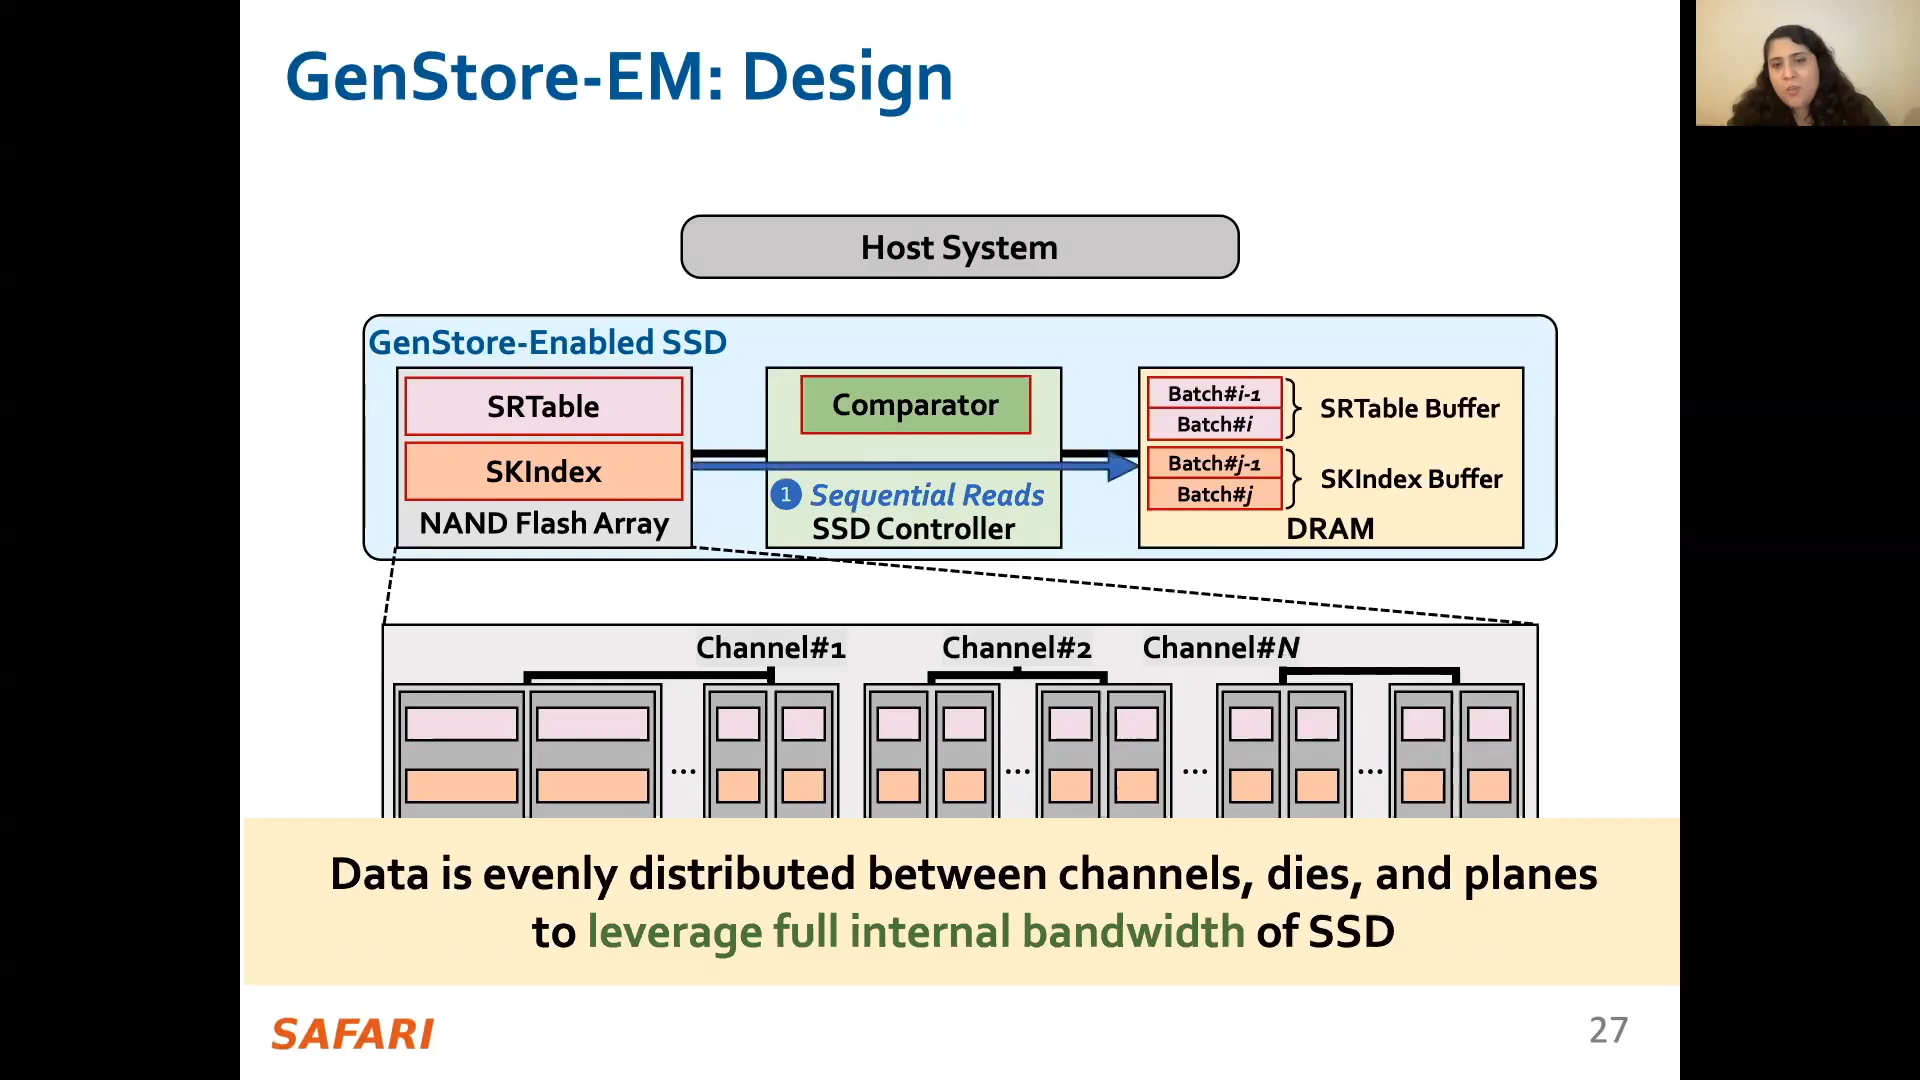 GenStore-EM: Design
Host System
GenStore-Enabled SSD
SRTable
SKIndex
NAND Flash Array
Comparator
1 Sequential Reads
SSD Controller
Batch#i-1
Batch#i
SRTable Buffer
Batch#j-1
Batch#j
SKIndex Buffer
DRAM
Channel#1 Channel#2 Channel#N
... ... ... ...
Data is evenly distributed between channels, dies, and planes
to leverage full internal bandwidth of SSD
SAFARI
27